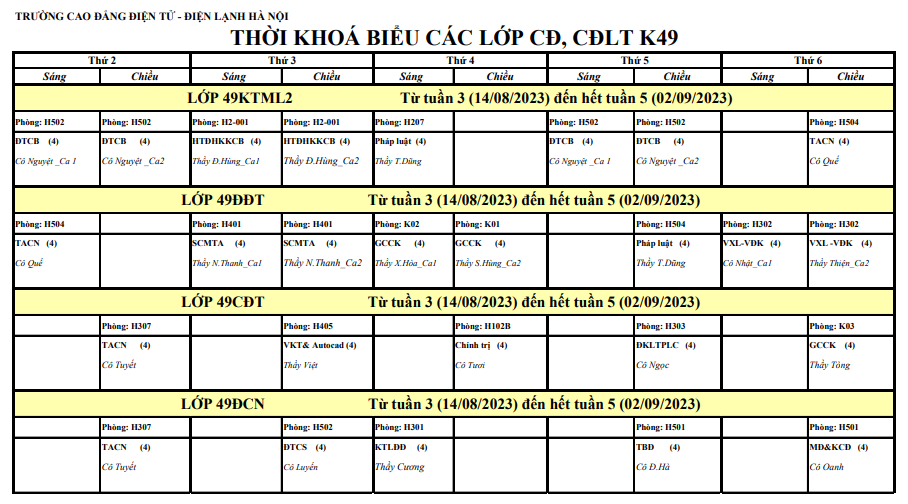 TRƯỜNG CAO ĐẲNG ĐIỆN TỬ - ĐIỆN LẠNH HÀ NỘI
THỜI KHOÁ BIỂU CÁC LỚP CĐ, CĐLT K49
Thứ 2 Thứ 3 Thứ 4 Thứ 5 Thứ 6
Sáng Chiều Sáng Chiều Sáng Chiều Sáng Chiều Sáng Chiều
LỚP 49KTML2 Từ tuần 3 (14/08/2023) đến hết tuần 5 (02/09/2023)
Phòng: H502 Phòng: H502 Phòng: H2-001 Phòng: H2-001 Phòng: H207 Phòng: H502 Phòng: H502 Phòng: H504
ĐTCB (4) ĐTCB (4) HTĐHKKCB (4) HTĐHKKCB (4) Pháp luật (4) ĐTCB (4) ĐTCB (4) TACN (4)
Cô Nguyệt _Ca 1 Cô Nguyệt _Ca2 Thầy Đ.Hùng_Ca1 Thầy Đ.Hùng_Ca2 Thầy T.Dũng Cô Nguyệt _Ca 1 Cô Nguyệt _Ca2 Cô Quế
LỚP 49ĐĐT Từ tuần 3 (14/08/2023) đến hết tuần 5 (02/09/2023)
Phòng: H504 Phòng: H401 Phòng: H401 Phòng: K02 Phòng: K01 Phòng: H504 Phòng: H302 Phòng: H302
TACN (4) SCMTA (4) SCMTA (4) GCCK (4) GCCK (4) Pháp luật (4) VXL-VĐK (4) VXL -VĐK (4)
Cô Quế Thầy N.Thanh_Ca1 Thầy N.Thanh_Ca2 Thầy X.Hòa_Ca1 Thầy S.Hùng_Ca2 Thầy T.Dũng Cô Nhật_Ca1 Thầy Thiện_Ca2
LỚP 49CĐT Từ tuần 3 (14/08/2023) đến hết tuần 5 (02/09/2023)
Phòng: H307 Phòng: H405 Phòng: H102B Phòng: H303 Phòng: K03
TACN (4) VKT& Autocad (4) Chính trị (4) ĐKLTPLC (4) GCCK (4)
Cô Tuyết Thầy Việt Cô Tươi Cô Ngọc Thầy Tòng
LỚP 49ĐCN Từ tuần 3 (14/08/2023) đến hết tuần 5 (02/09/2023)
Phòng: H307 Phòng: H502 Phòng: H301 Phòng: H501 Phòng: H501
TACN (4) ĐTCS (4) KTLĐĐ (4) TBĐ (4) MĐ&KCĐ (4)
Cô Tuyết Cô Luyến Thầy Cương Cô Đ.Hà Cô Oanh